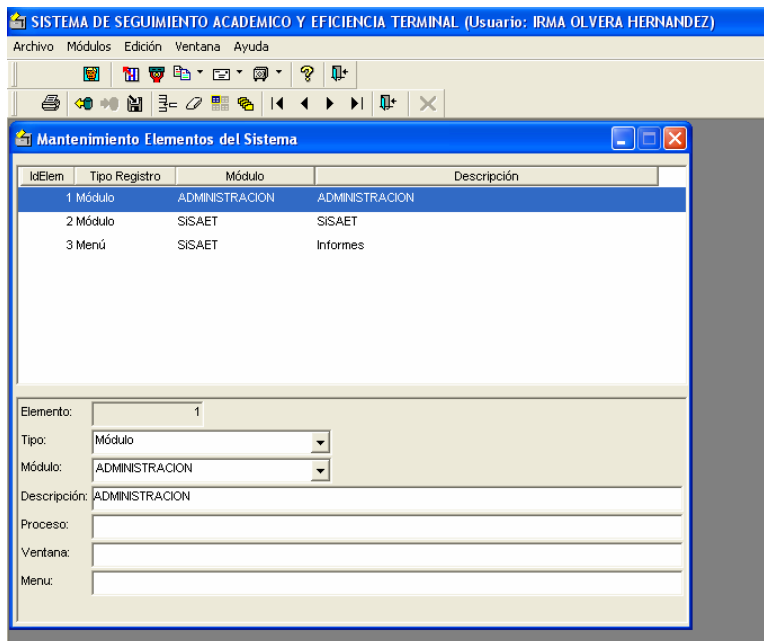 SISTEMA DE SEGUIMIENTO ACADEMICO Y EFICIENCIA TERMINAL (Usuario: IRMA OLVERA HERNANDEZ)
Archivo Módulos Edición Ventana Ayuda
Mantenimiento Elementos del Sistema
IdElem Tipo Registro Módulo Descripción
1 Módulo ADMINISTRACION ADMINISTRACION
2 Módulo SiSAET SiSAET
3 Menú SiSAET Informes
Elemento: 1
Tipo: Módulo
Módulo: ADMINISTRACION
Descripción: ADMINISTRACION
Proceso:
Ventana:
Menu: